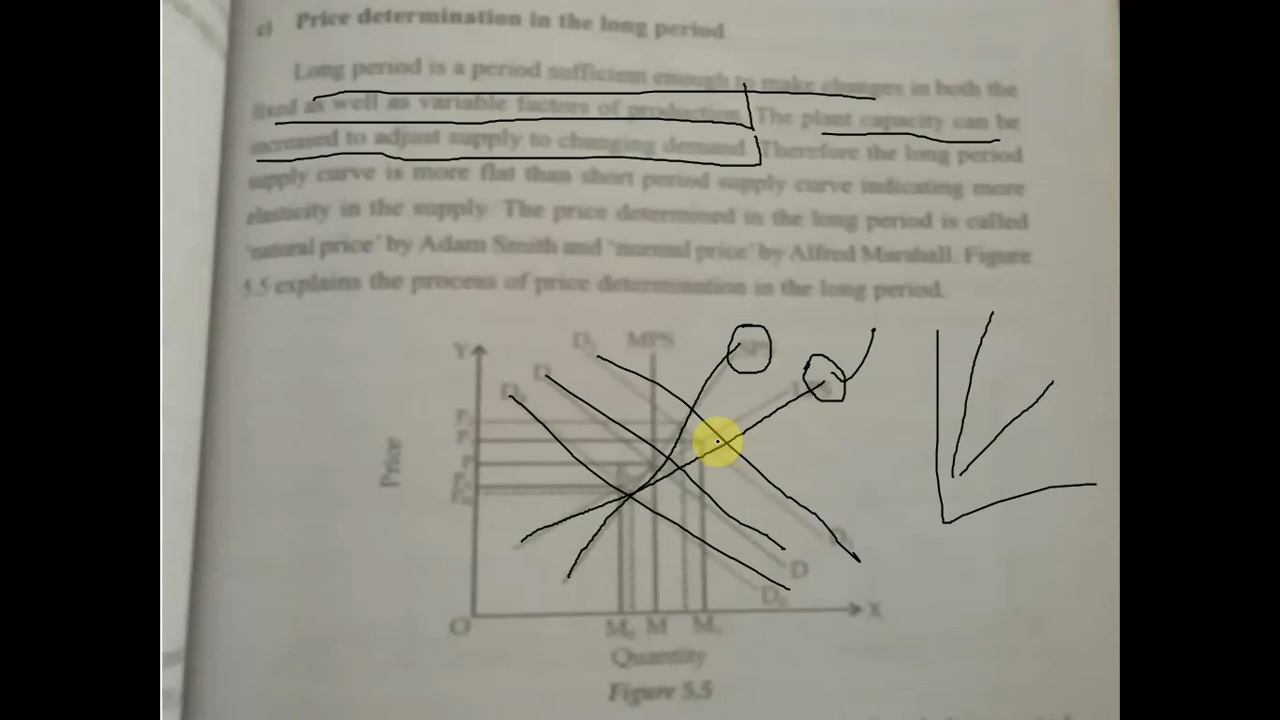 c) Price determination in the long period
Long period is a period sufficient enough to make changes in both the
fixed as well as variable factors of production. The plant capacity can be
increased to adjust supply to changing demand. Therefore the long period
supply curve is more flat than short period supply curve indicating more
elasticity in the supply. The price determined in the long period is called
'natural price' by Adam Smith and 'normal price' by Alfred Marshall. Figure
5.5 explains the process of price determination in the long period.
Y
MPS
D
Price
D
O
M
X
Quantity
Figure 5.5